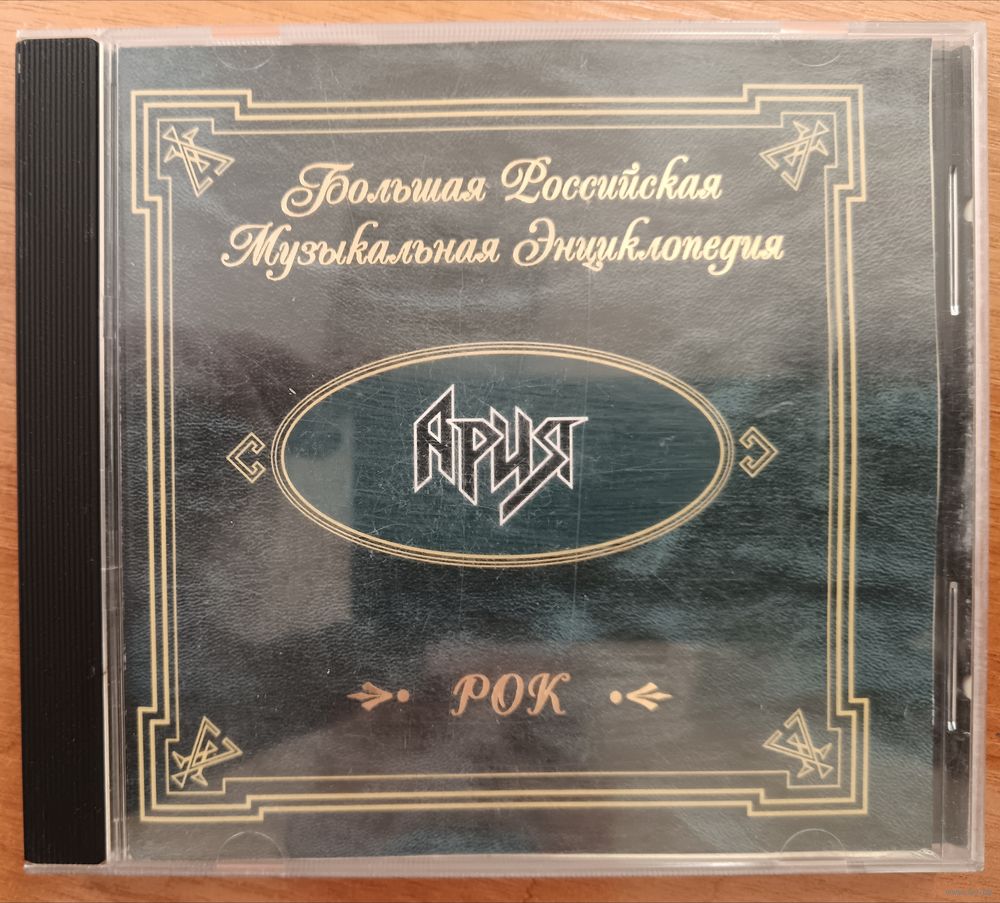 Большая Российская
Музыкальная Энциклопедия
Ария
РОК